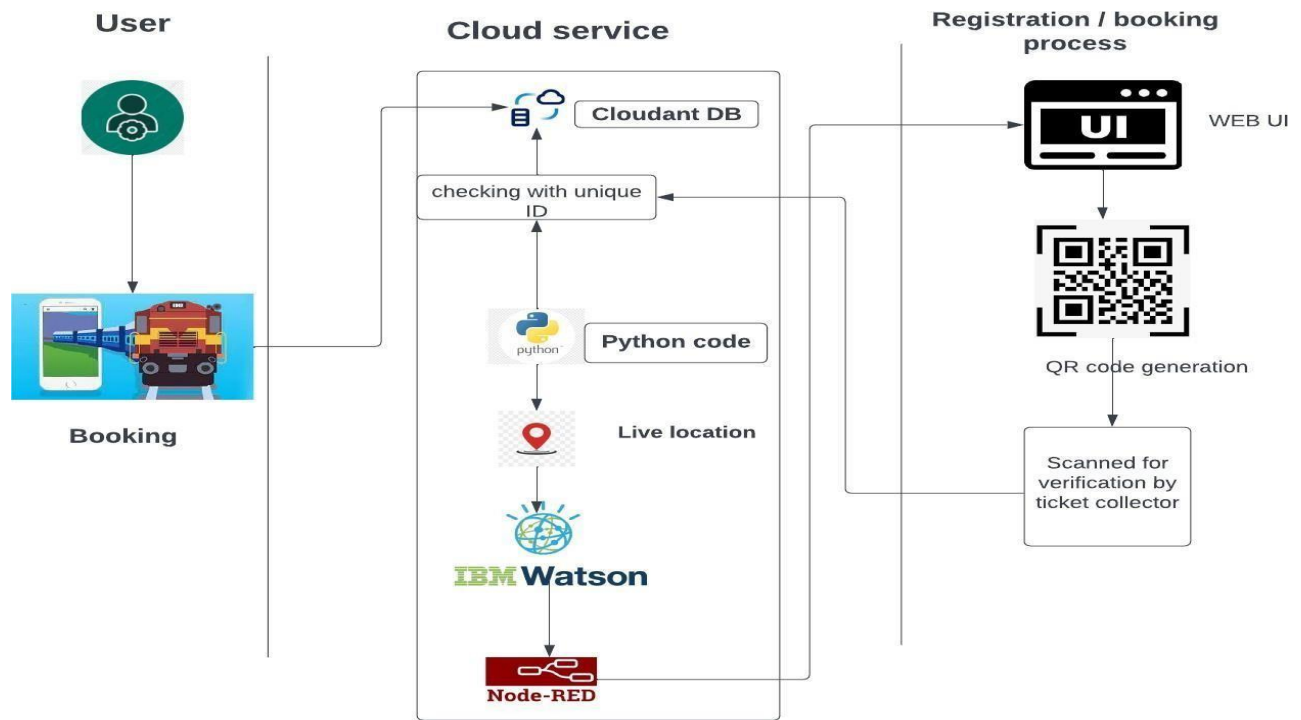 User
Booking
Cloud service
Cloudant DB
checking with unique
ID
python
Python code
Live location
IBM Watson
Node-RED
Registration / booking
process
UI
WEB UI
QR code generation
Scanned for
verification by
ticket collector